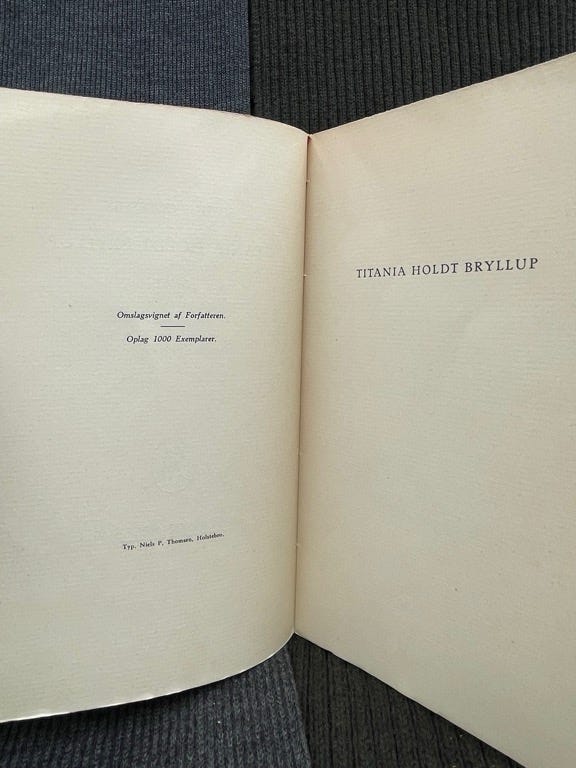 Omslagsvignet af Forfatteren.
Oplag 1000 Exemplarer.
Typ. Niels P. Thomsen, Holstebro.
TITANIA HOLDT BRYLLUP